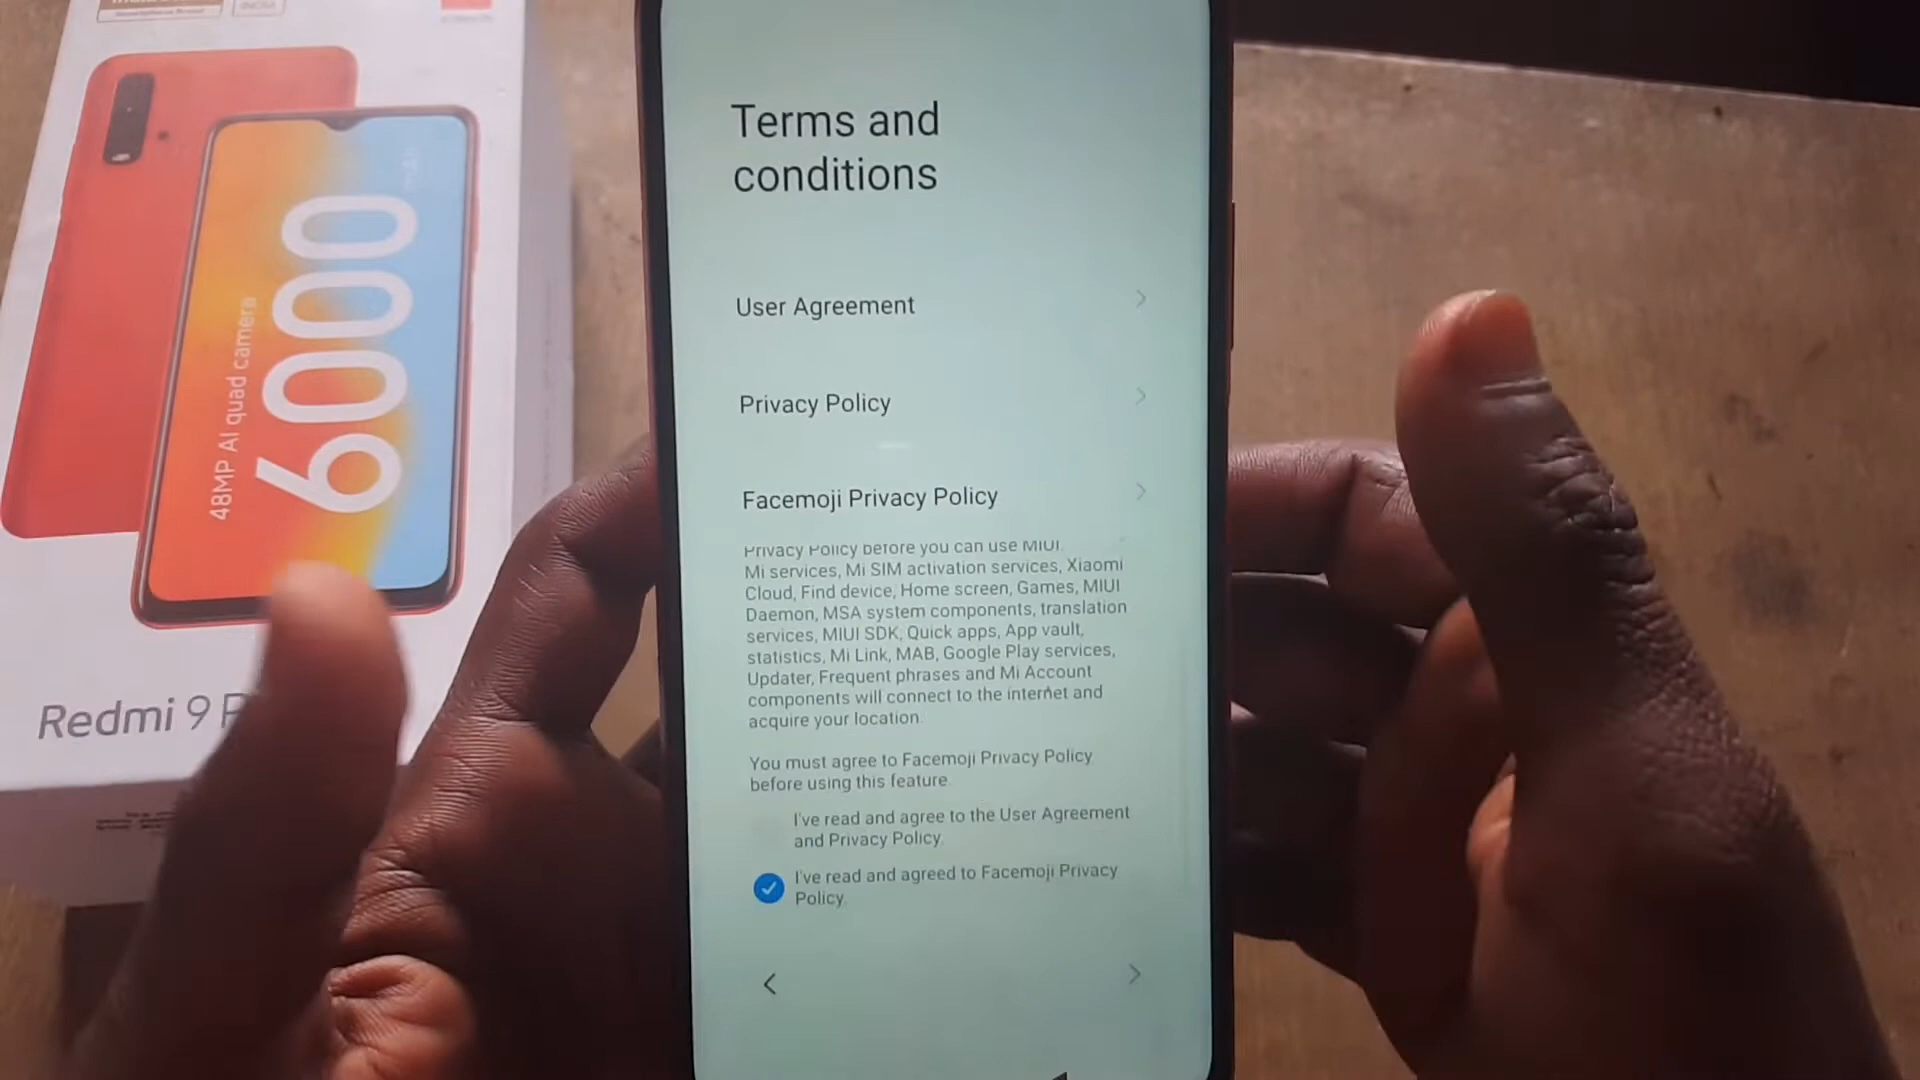 Terms and
conditions
User Agreement
Privacy Policy
Facemoji Privacy Policy
Privacy Policy before you can use MIUI.
Mi services, Mi SIM activation services, Xiaomi
Cloud, Find device, Home screen, Games, MIUI
Daemon, MSA system components, translation
services, MIUI SDK, Quick apps, App vault,
statistics, Mi Link, MAB, Google Play services,
Updater, Frequent phrases and Mi Account
components will connect to the internet and
acquire your location.
You must agree to Facemoji Privacy Policy
before using this feature.
I've read and agree to the User Agreement
and Privacy Policy.
I've read and agreed to Facemoji Privacy
Policy.
48MP AI quad camera
6000
Redmi 9